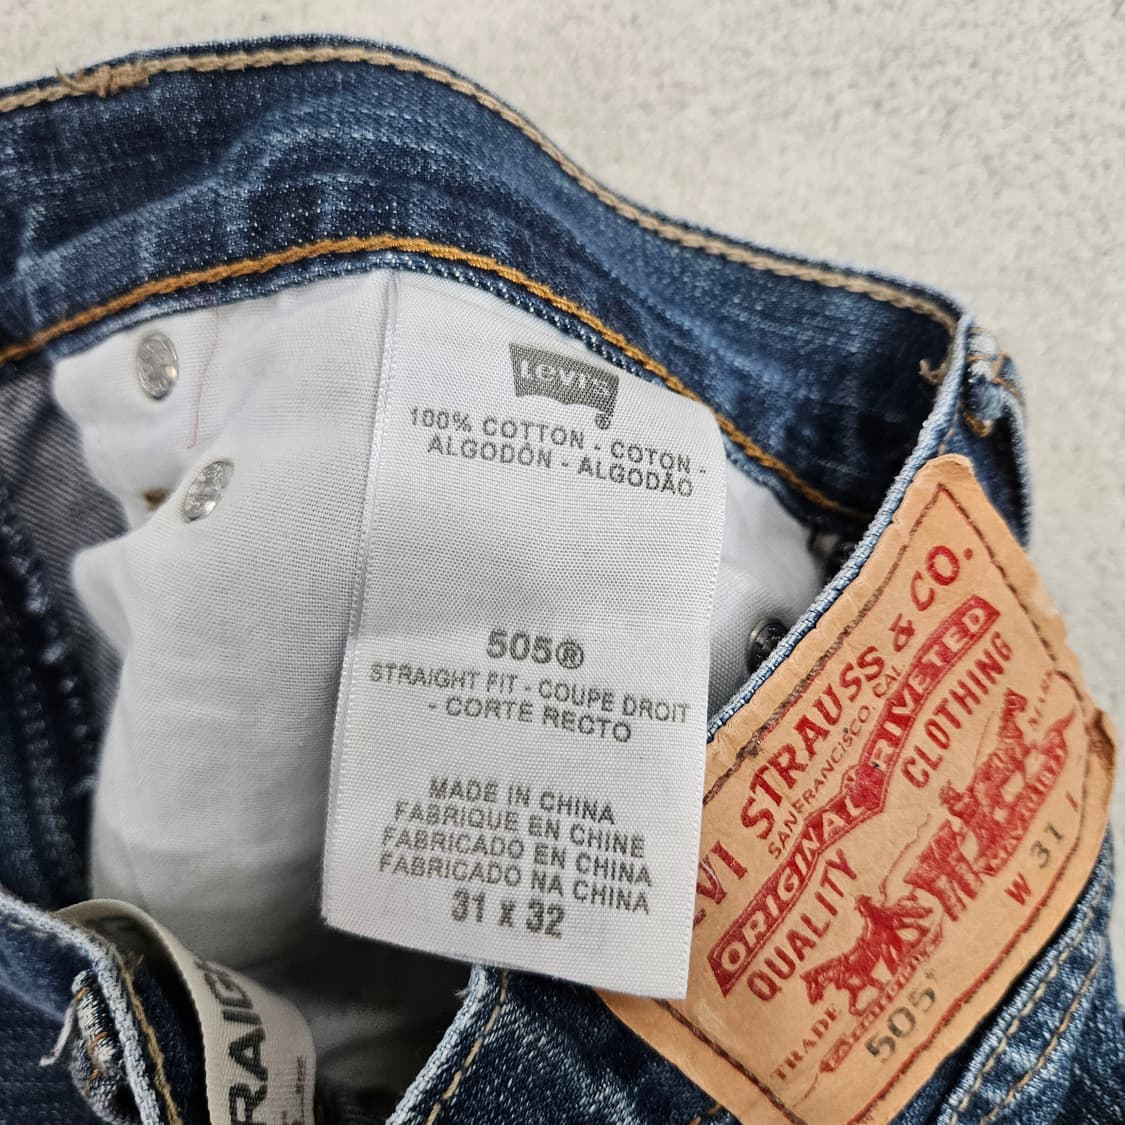 Levi's®
100% COTTON - COTON -
ALGODÓN - ALGODÃO
505®
STRAIGHT FIT - COUPE DROIT
- CORTE RECTO
MADE IN CHINA
FABRIQUE EN CHINE
FABRICADO EN CHINA
FABRICADO NA CHINA
31 X 32
STRAUSS & CO.
SAN FRANCISCO, CAL.
ORIGINAL RIVETED
QUALITY CLOTHING
TRADE MARK
W 31
505